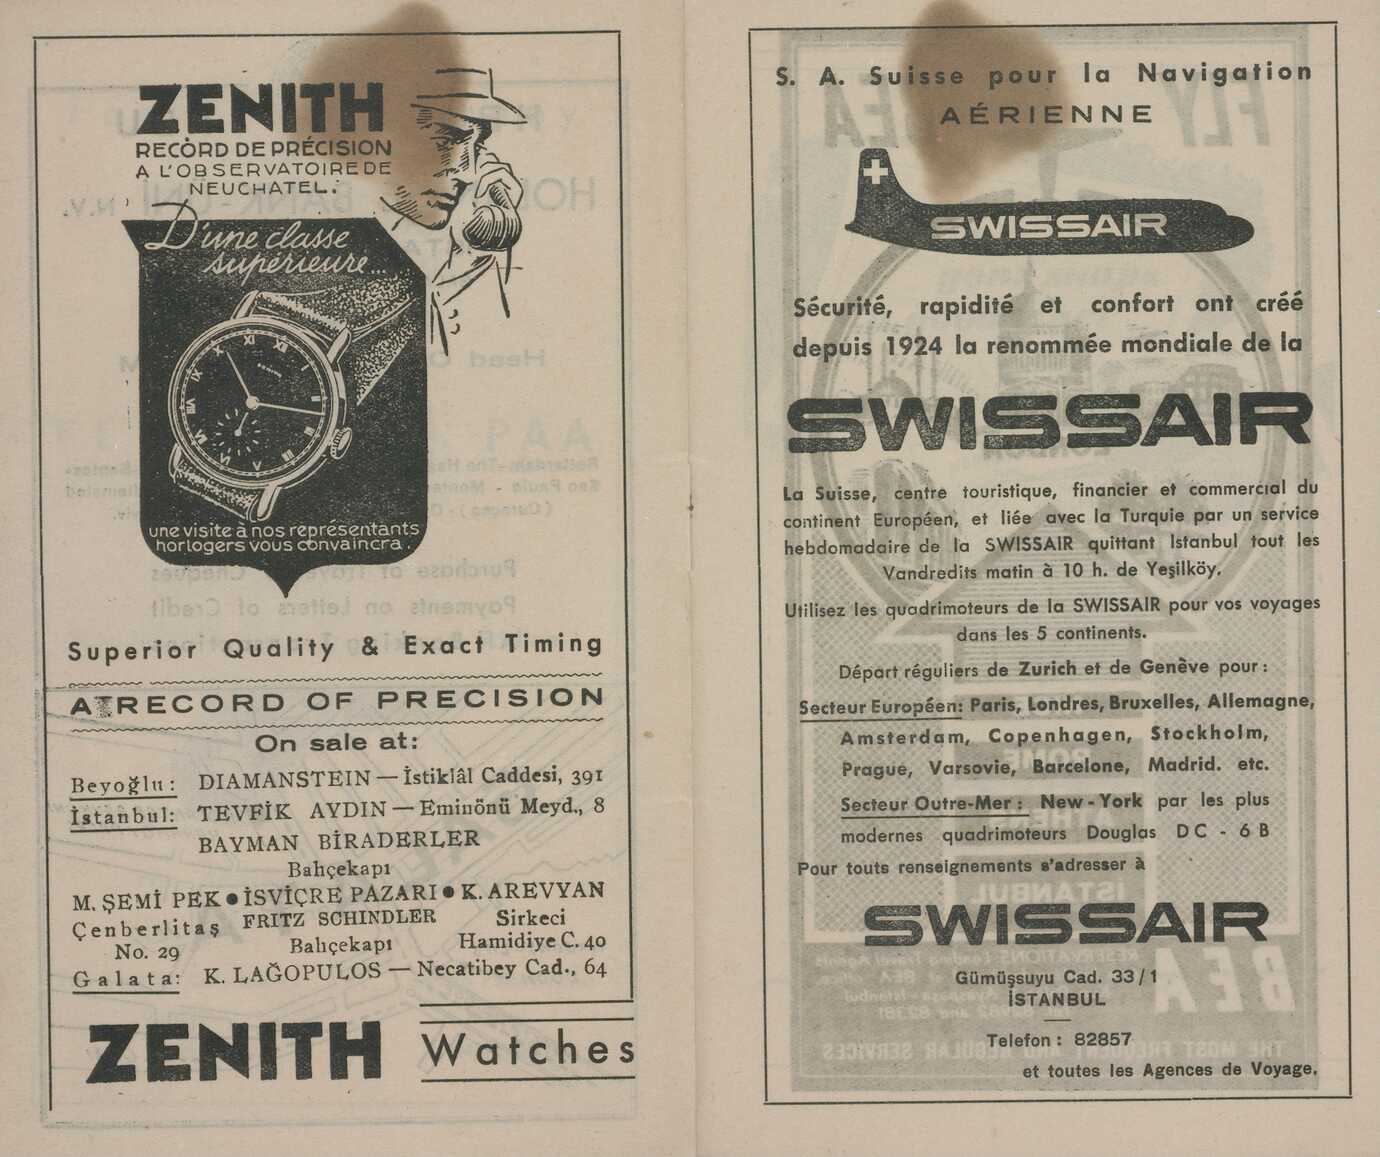 ZENITH
RECÒRD DE PRÉCISION
A L'OBSERVATOIRE DE
NEUCHATEL.
D'une classe
supérieure...
une visite à nos représentants
horlogers vous convaincra.
Superior Quality & Exact Timing
A RECORD OF PRECISION
On sale at:
Beyoğlu: DIAMANSTEIN — İstiklâl Caddesi, 391
İstanbul: TEVFİK AYDIN — Eminönü Meyd., 8
BAYMAN BİRADERLER
Bahçekapı
M. ŞEMİ PEK ● İSVİÇRE PAZARI ● K. AREVYAN
Çenberlitaş FRITZ SCHINDLER Sirkeci
No. 29 Bahçekapı Hamidiye C. 40
Galata: K. LAĞOPULOS — Necatibey Cad., 64
ZENITH Watches
S. A. Suisse pour la Navigation
AÉRIENNE
SWISSAIR
Sécurité, rapidité et confort ont créé
depuis 1924 la renommée mondiale de la
SWISSAIR
La Suisse, centre touristique, financier et commercial du
continent Européen, et liée avec la Turquie par un service
hebdomadaire de la SWISSAIR quittant Istanbul tout les
Vandredits matin à 10 h. de Yeşilköy.
Utilisez les quadrimoteurs de la SWISSAIR pour vos voyages
dans les 5 continents.
Départ réguliers de Zurich et de Genève pour:
Secteur Européen: Paris, Londres, Bruxelles, Allemagne,
Amsterdam, Copenhagen, Stockholm,
Prague, Varsovie, Barcelone, Madrid. etc.
Secteur Outre-Mer: New-York par les plus
modernes quadrimoteurs Douglas DC - 6 B
Pour touts renseignements s'adresser à
SWISSAIR
Gümüşsuyu Cad. 33/1
İSTANBUL
Telefon: 82857
et toutes les Agences de Voyage.